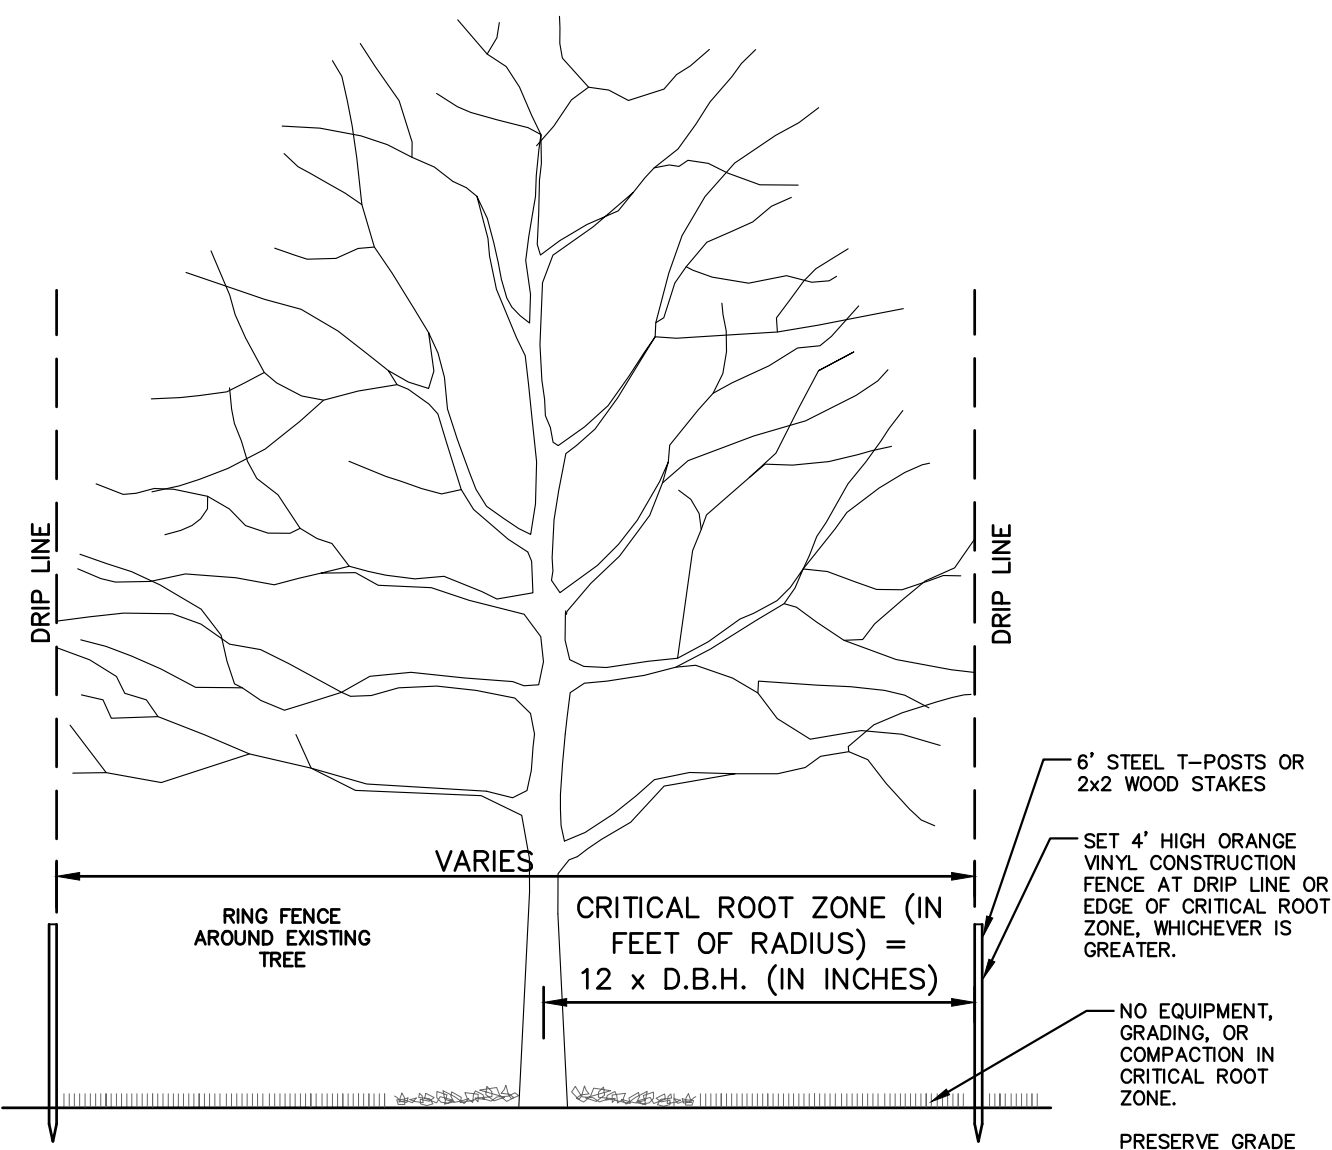 DRIP LINE
DRIP LINE
6' STEEL T-POSTS OR
2x2 WOOD STAKES
SET 4' HIGH ORANGE
VINYL CONSTRUCTION
FENCE AT DRIP LINE OR
EDGE OF CRITICAL ROOT
ZONE, WHICHEVER IS
GREATER.
VARIES
RING FENCE
AROUND EXISTING
TREE
CRITICAL ROOT ZONE (IN
FEET OF RADIUS) =
12 x D.B.H. (IN INCHES)
NO EQUIPMENT,
GRADING, OR
COMPACTION IN
CRITICAL ROOT
ZONE.
PRESERVE GRADE